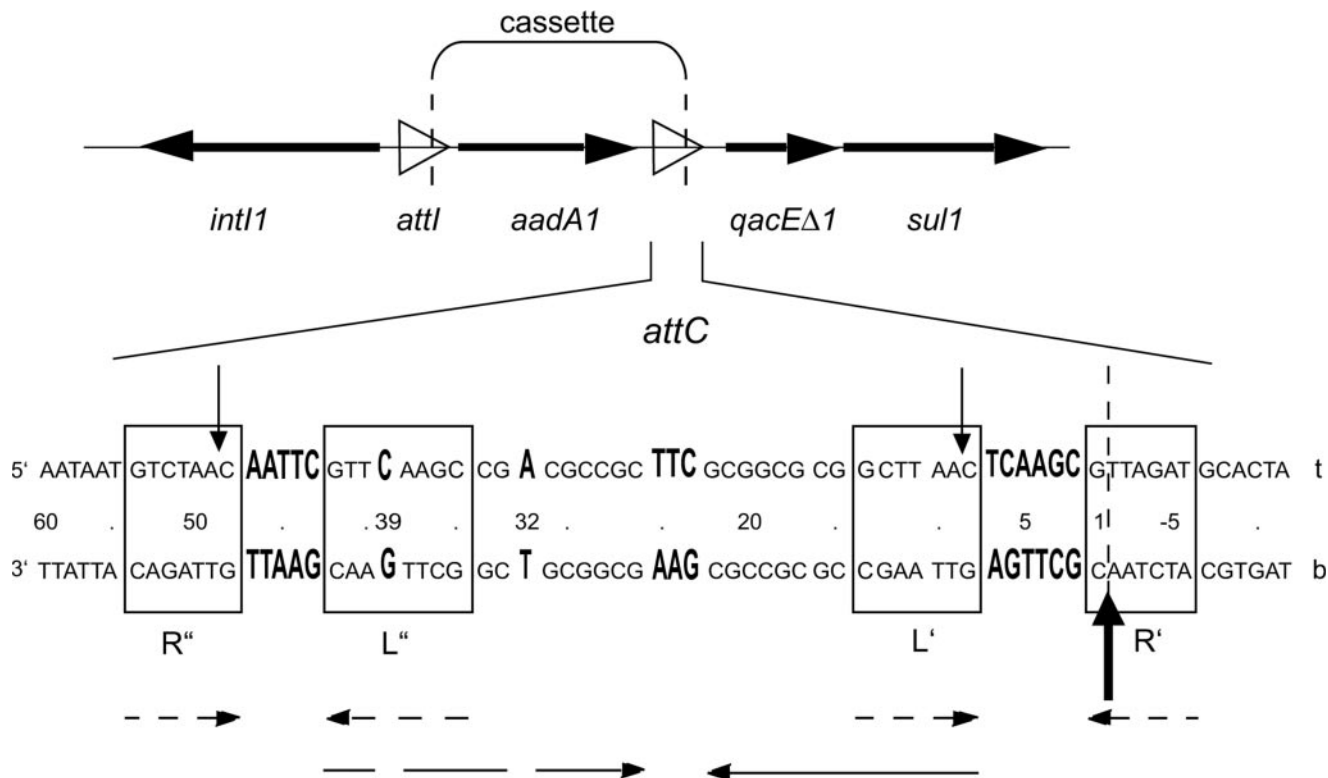 cassette
intI1 attI aadA1 qacEΔ1 sul1
attC
5‘ AATAAT GTCTAAC AATTC GTT C AAGC CG A CGCCGC TTC GCGGCG CG GCTT AAC TCAAGC GTTAGAT GCACTA t
60 . 50 . . 39 . 32 . . 20 . . 5 1 -5 .
3‘ TTATTA CAGATTG TTAAG CAA G TTCG GC T GCGGCG AAG CGCCGC GC CGAA TTG AGTTCG CAATCTA CGTGAT b
R“ L“ L‘ R‘